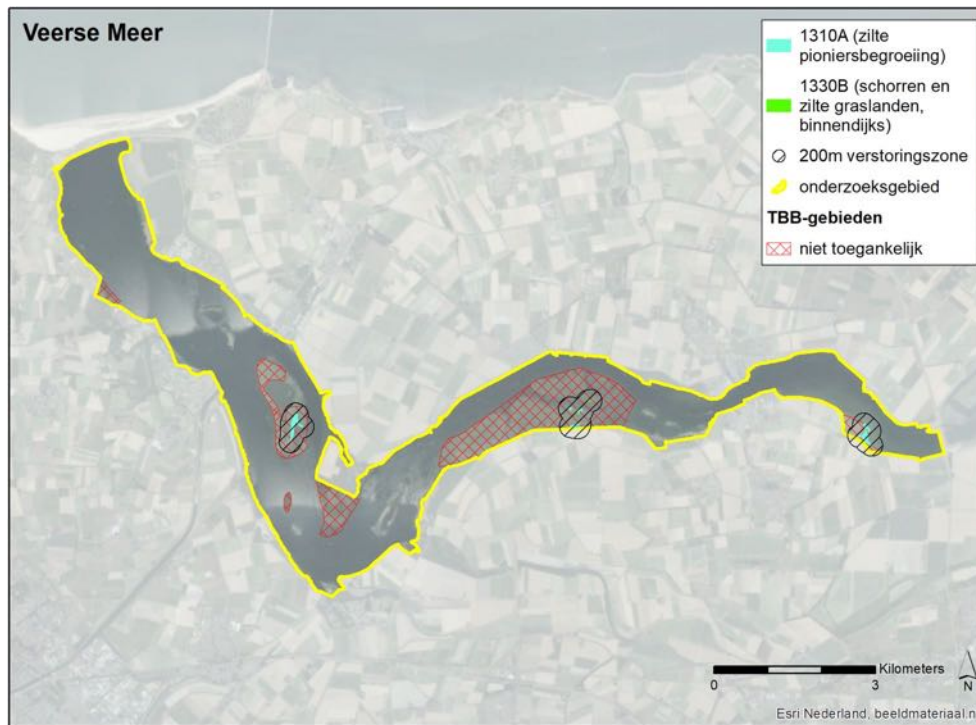 Veerse Meer
1310A (zilte
pioniersbegroeiing)
1330B (schorren en
zilte graslanden,
binnendijks)
200m verstoringszone
onderzoeksgebied
TBB-gebieden
niet toegankelijk
Kilometers
0
3
N
Esri Nederland, beeldmateriaal.n